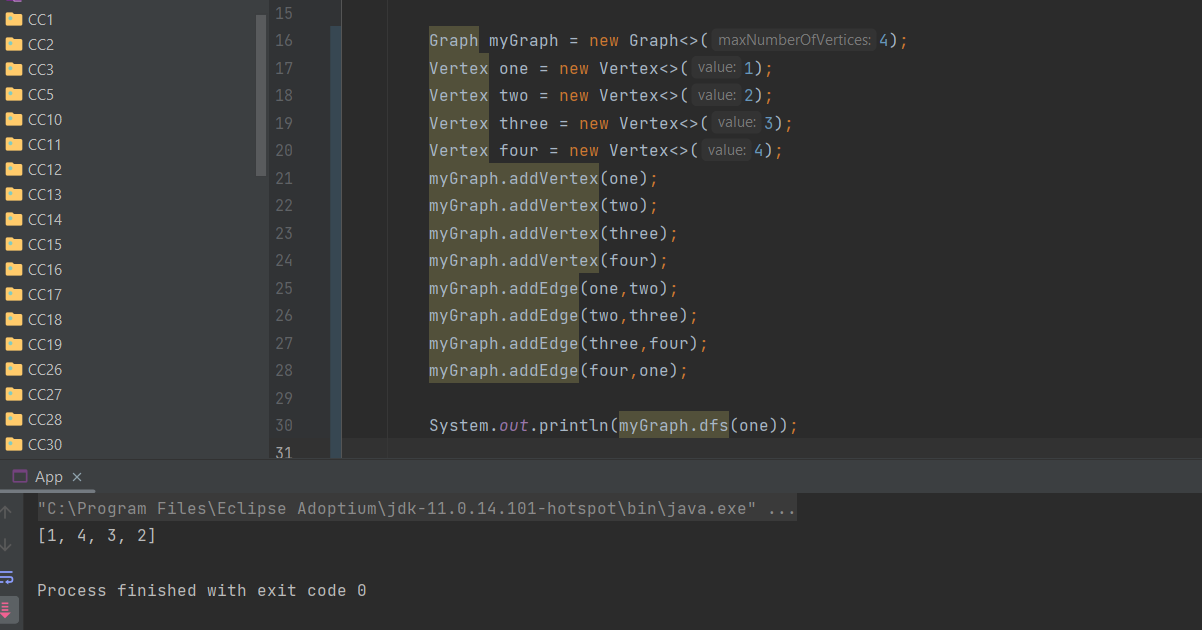 CC1
CC2
CC3
CC5
CC10
CC11
CC12
CC13
CC14
CC15
CC16
CC17
CC18
CC19
CC26
CC27
CC28
CC30
15
16 Graph myGraph = new Graph<>( maxNumberOfVertices: 4);
17 Vertex one = new Vertex<>( value: 1);
18 Vertex two = new Vertex<>( value: 2);
19 Vertex three = new Vertex<>( value: 3);
20 Vertex four = new Vertex<>( value: 4);
21 myGraph.addVertex(one);
22 myGraph.addVertex(two);
23 myGraph.addVertex(three);
24 myGraph.addVertex(four);
25 myGraph.addEdge(one,two);
26 myGraph.addEdge(two,three);
27 myGraph.addEdge(three,four);
28 myGraph.addEdge(four,one);
29
30 System.out.println(myGraph.dfs(one));
31
App ×
"C:\Program Files\Eclipse Adoptium\jdk-11.0.14.101-hotspot\bin\java.exe" ...
[1, 4, 3, 2]
Process finished with exit code 0